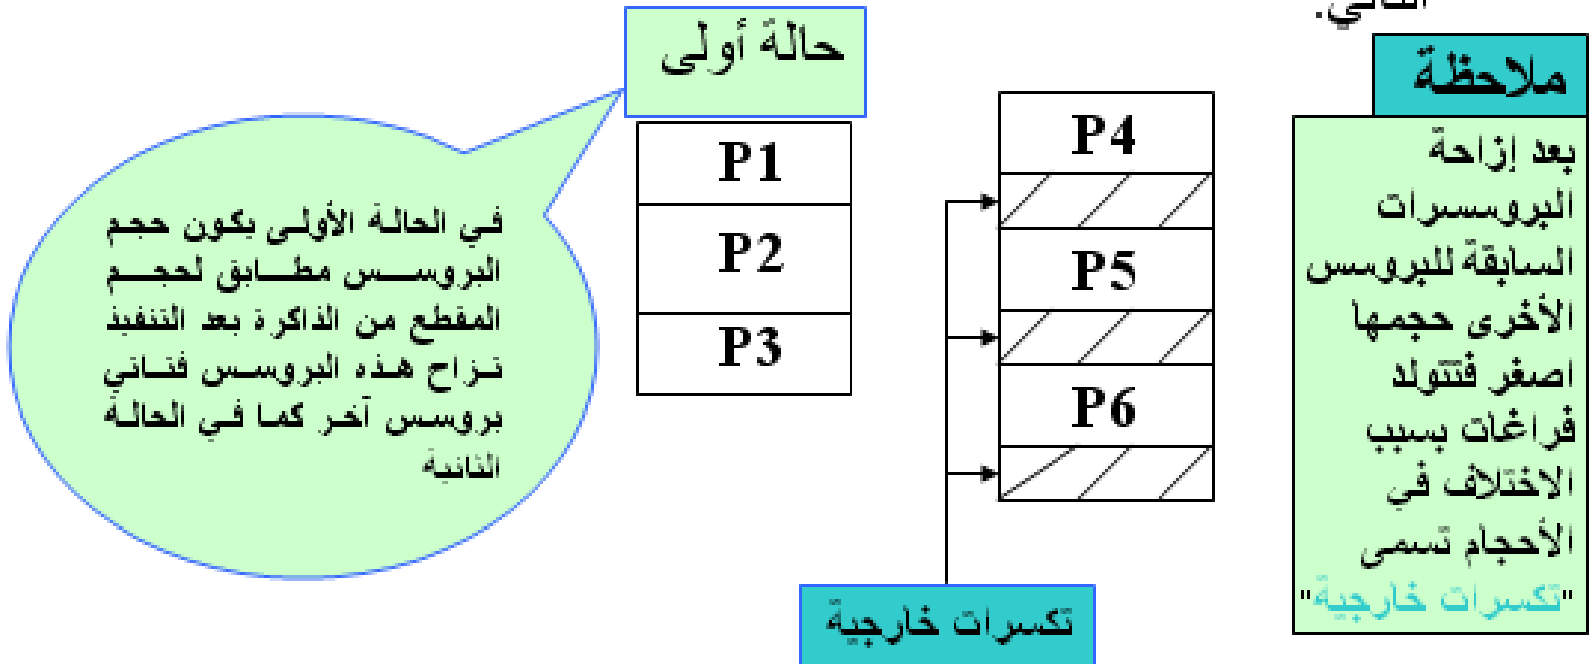 التالي.
ملاحظة
بعد إزاحة
البروسسرات
السابقة للبروسس
الأخرى حجمها
اصغر فتتولد
فراغات بسبب
الاختلاف في
الأحجام تسمى
"تكسرات خارجية"
حالة أولى
في الحالة الأولى يكون حجم
البروسس مطابق لحجم
المقطع من الذاكرة بعد التنفيذ
نزاح هذه البروسس فتاتي
بروسس آخر كما في الحالة
الثانية
P1
P2
P3
P4
P5
P6
تكسرات خارجية